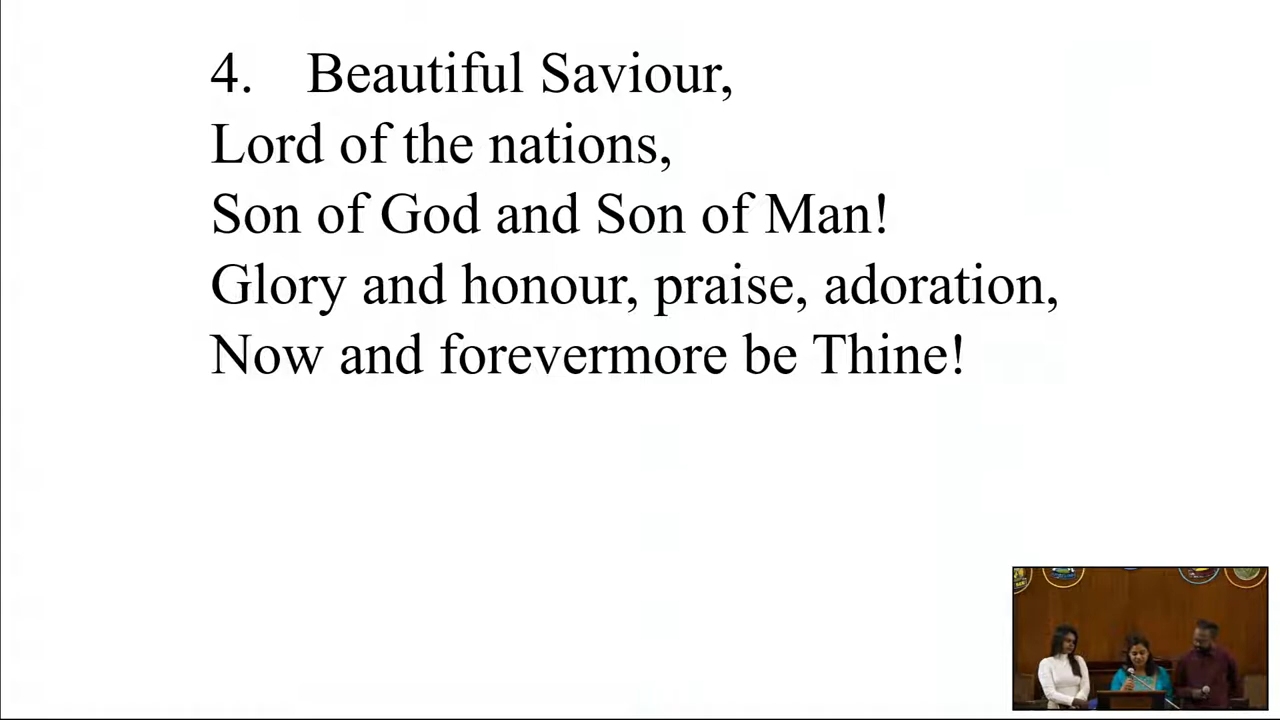 4. Beautiful Saviour,
Lord of the nations,
Son of God and Son of Man!
Glory and honour, praise, adoration,
Now and forevermore be Thine!